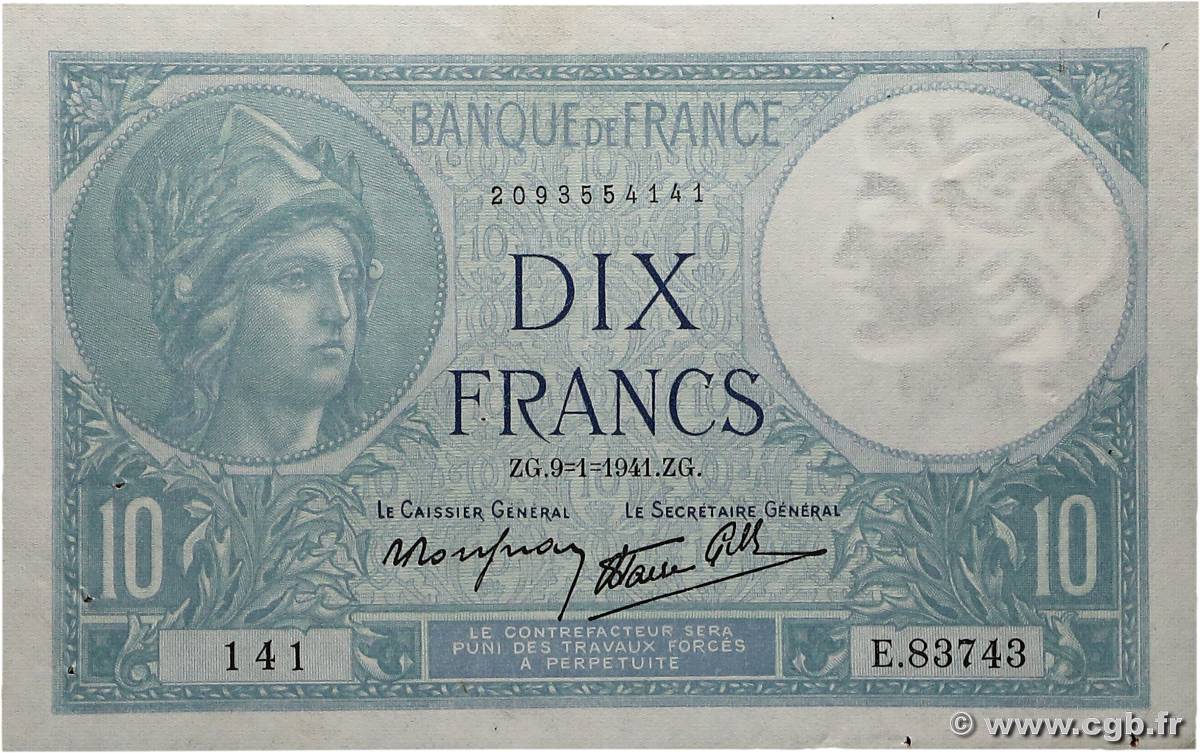 BANQUE DE FRANCE
2093554141
DIX
FRANCS
ZG.9=1=1941.ZG.
LE CAISSIER GÉNÉRAL LE SECRÉTAIRE GÉNÉRAL
10 10
LE CONTREFACTEUR SERA
PUNI DES TRAVAUX FORCÉS
A PERPETUITE
141 E.83743
© www.cgb.fr